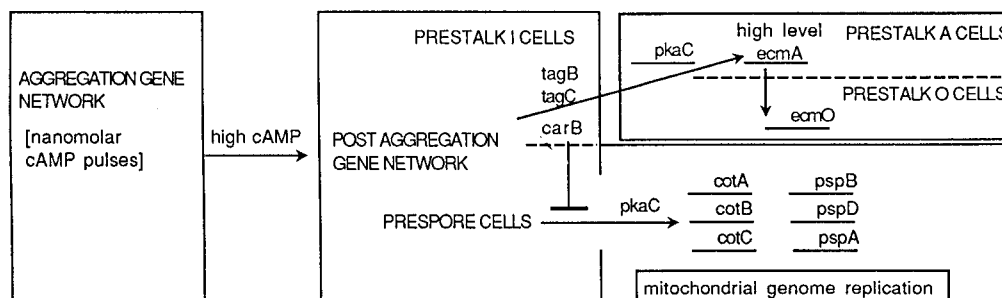 AGGREGATION GENE
NETWORK
[nanomolar
cAMP pulses]
high cAMP
PRESTALK I CELLS
tagB
tagC
carB
POST AGGREGATION
GENE NETWORK
PRESPORE CELLS
pkaC
high level
ecmA
PRESTALK A CELLS
PRESTALK O CELLS
ecmO
pkaC
cotA
pspB
cotB
pspD
cotC
pspA
mitochondrial genome replication